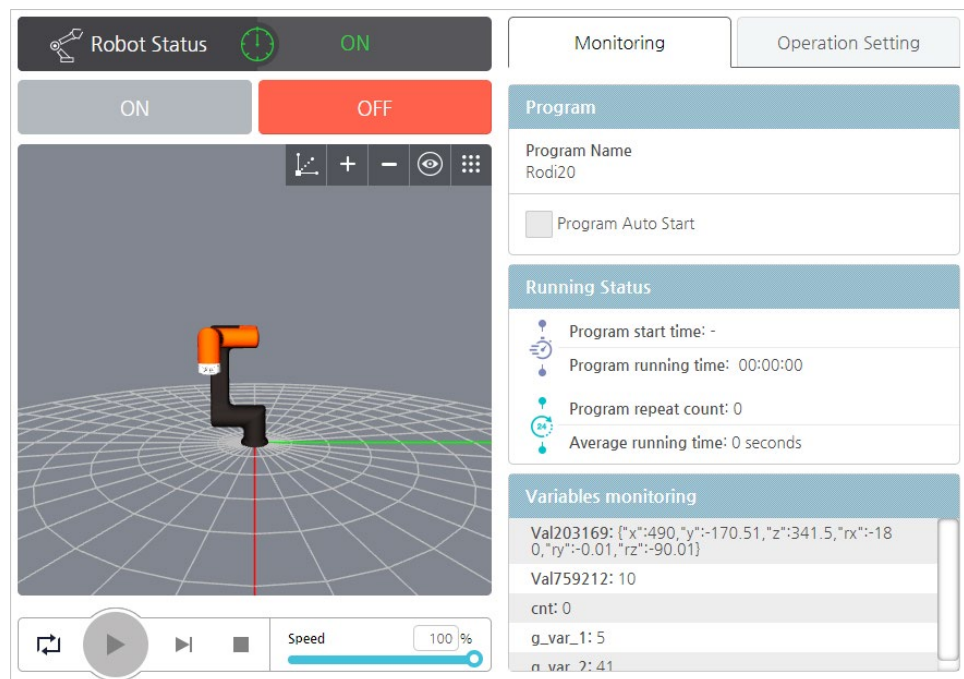 Robot Status
ON
ON
OFF
Speed
100 %
Monitoring
Operation Setting
Program
Program Name
Rodi20
Program Auto Start
Running Status
Program start time: -
Program running time: 00:00:00
24
Program repeat count: 0
Average running time: 0 seconds
Variables monitoring
Val203169: {"x":490,"y":-170.51,"z":341.5,"rx":-18
0,"ry":-0.01,"rz":-90.01}
Val759212: 10
cnt: 0
g_var_1: 5
g_var_2: 41